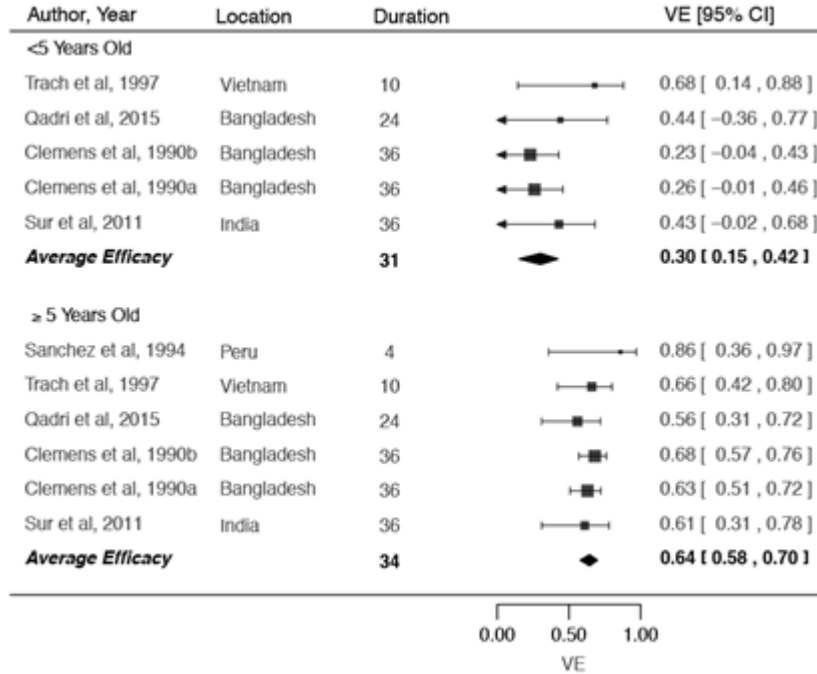 Author, Year Location Duration VE [95% CI]
<5 Years Old
Trach et al, 1997 Vietnam 10 0.68 [ 0.14 , 0.88 ]
Qadri et al, 2015 Bangladesh 24 0.44 [ −0.36 , 0.77 ]
Clemens et al, 1990b Bangladesh 36 0.23 [ −0.04 , 0.43 ]
Clemens et al, 1990a Bangladesh 36 0.26 [ −0.01 , 0.46 ]
Sur et al, 2011 India 36 0.43 [ −0.02 , 0.68 ]
Average Efficacy 31 0.30 [ 0.15 , 0.42 ]
≥ 5 Years Old
Sanchez et al, 1994 Peru 4 0.86 [ 0.36 , 0.97 ]
Trach et al, 1997 Vietnam 10 0.66 [ 0.42 , 0.80 ]
Qadri et al, 2015 Bangladesh 24 0.56 [ 0.31 , 0.72 ]
Clemens et al, 1990b Bangladesh 36 0.68 [ 0.57 , 0.76 ]
Clemens et al, 1990a Bangladesh 36 0.63 [ 0.51 , 0.72 ]
Sur et al, 2011 India 36 0.61 [ 0.31 , 0.78 ]
Average Efficacy 34 0.64 [ 0.58 , 0.70 ]
0.00 0.50 1.00
VE